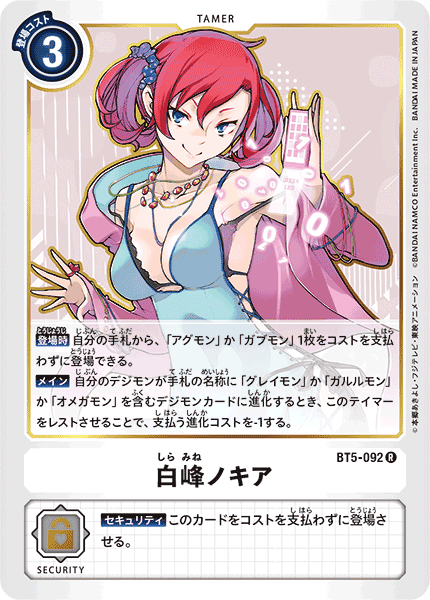 TAMER
登場コスト
3
©BANDAI NAMCO Entertainment Inc. BANDAI MADE IN JAPAN
©本郷あきよし・フジテレビ・東映アニメーション
登場時 自分の手札から、「アグモン」か「ガブモン」1枚をコストを支払
わずに登場できる。
メイン 自分のデジモンが手札の名称に「グレイモン」か「ガルルモン」
か「オメガモン」を含むデジモンカードに進化するとき、このテイマー
をレストさせることで、支払う進化コストを-1する。
しら みね
白峰ノキア
BT5-092 R
セキュリティ このカードをコストを支払わずに登場さ
せる。
SECURITY